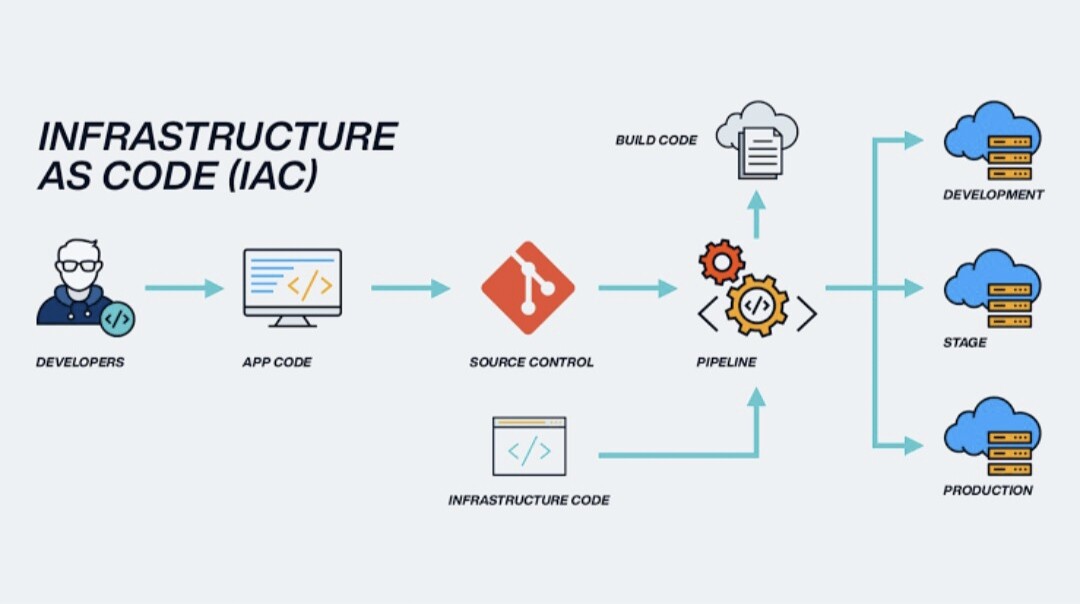 INFRASTRUCTURE
AS CODE (IAC)
BUILD CODE
DEVELOPMENT
DEVELOPERS
</>
APP CODE
</>
SOURCE CONTROL
PIPELINE
< </> >
STAGE
</>
INFRASTRUCTURE CODE
PRODUCTION